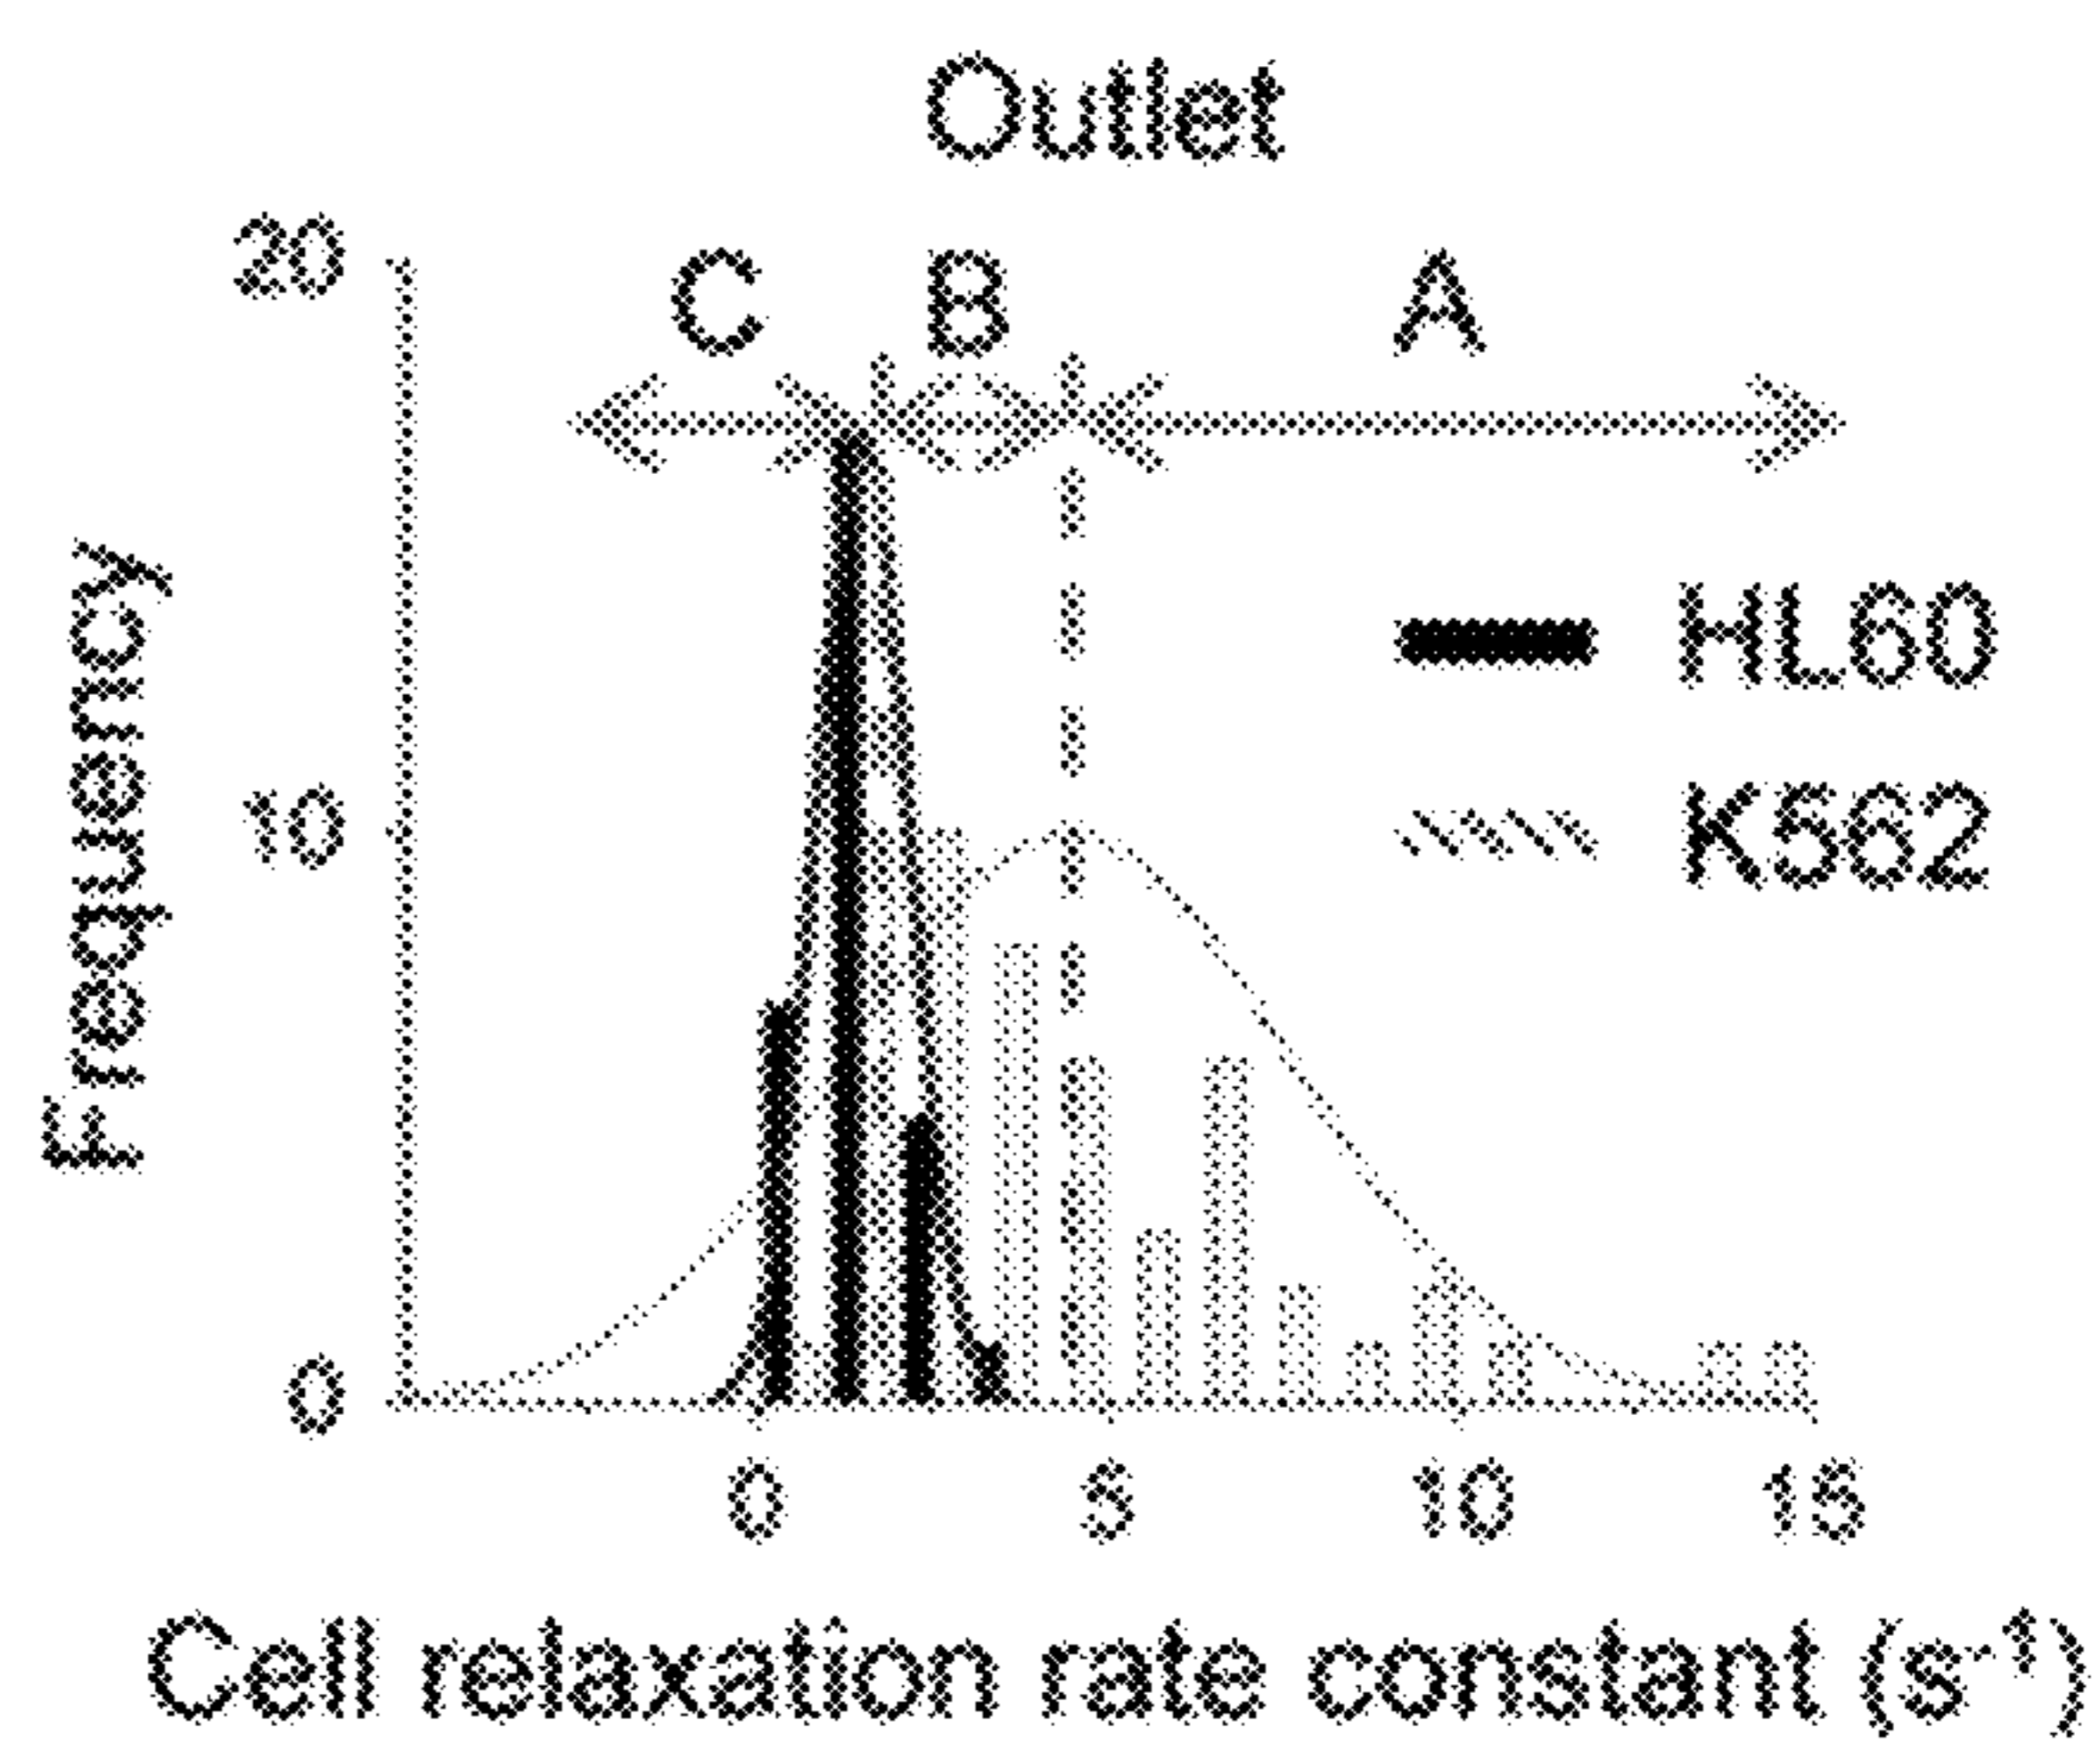 Outlet
20
C B A
HL60
10
K562
Frequency
0
0 5 10 15
Cell relaxation rate constant (s⁻¹)